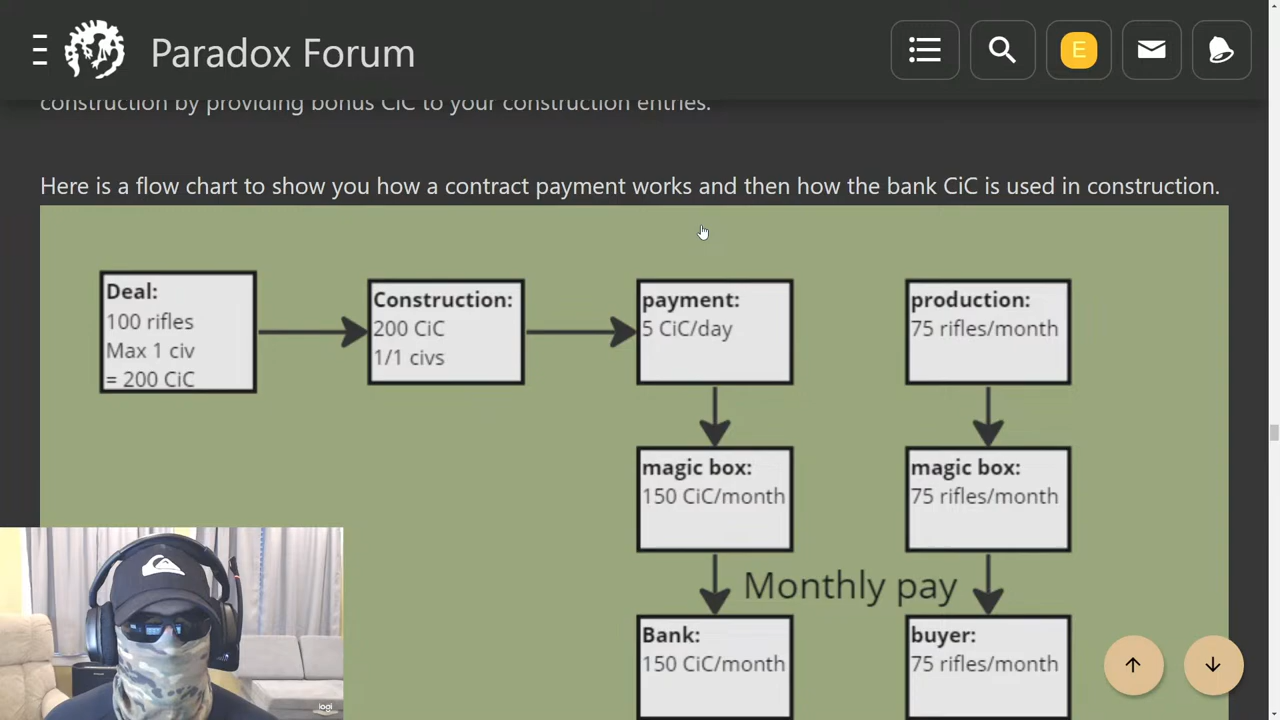 Paradox Forum
E
construction by providing bonus CiC to your construction entries.
Here is a flow chart to show you how a contract payment works and then how the bank CiC is used in construction.
Deal:
100 rifles
Max 1 civ
= 200 CiC
Construction:
200 CiC
1/1 civs
payment:
5 CiC/day
production:
75 rifles/month
magic box:
150 CiC/month
magic box:
75 rifles/month
Monthly pay
Bank:
150 CiC/month
buyer:
75 rifles/month
logi